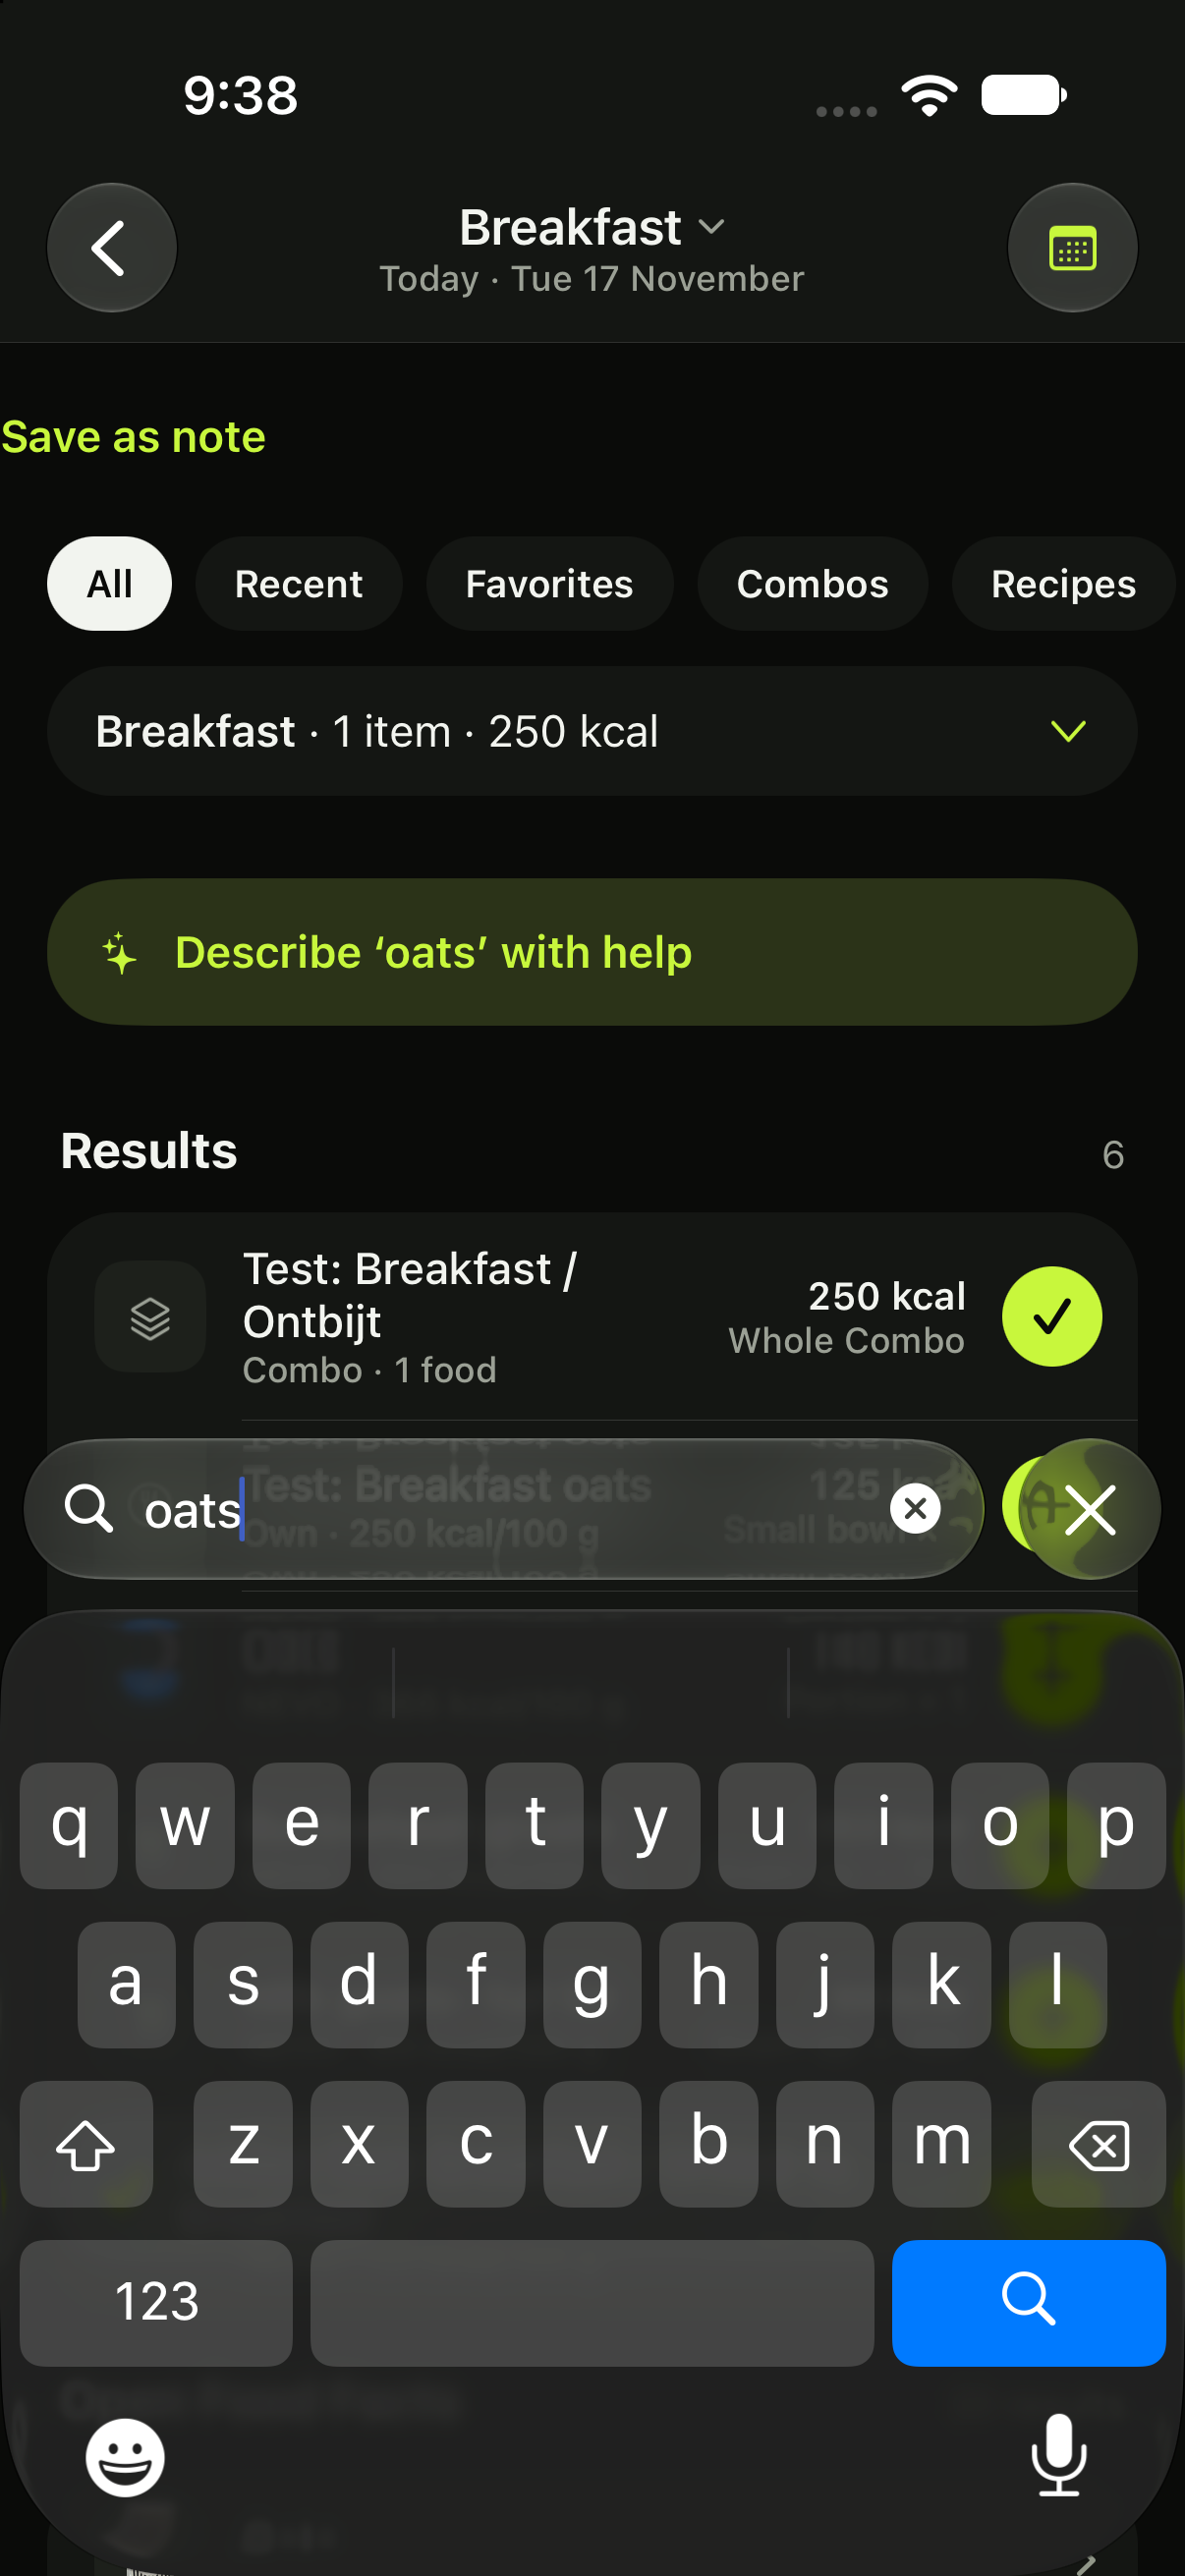 9:38
Breakfast
Today · Tue 17 November
Save as note
All
Recent
Favorites
Combos
Recipes
Breakfast · 1 item · 250 kcal
Describe ‘oats’ with help
Results
6
Test: Breakfast /
Ontbijt
Combo · 1 food
250 kcal
Whole Combo
oats
Test: Breakfast oats
125 kcal
Own · 250 kcal/100 g
Small bowl
q w e r t y u i o p
a s d f g h j k l
z x c v b n m
123